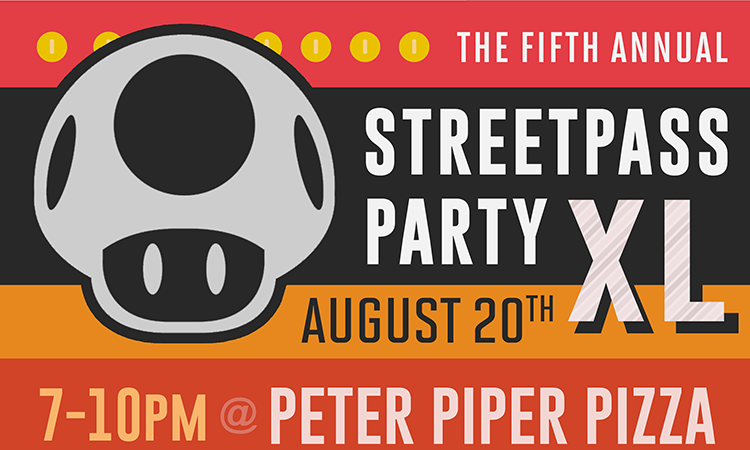 THE FIFTH ANNUAL
STREETPASS
PARTY XL
AUGUST 20TH
7-10PM @ PETER PIPER PIZZA